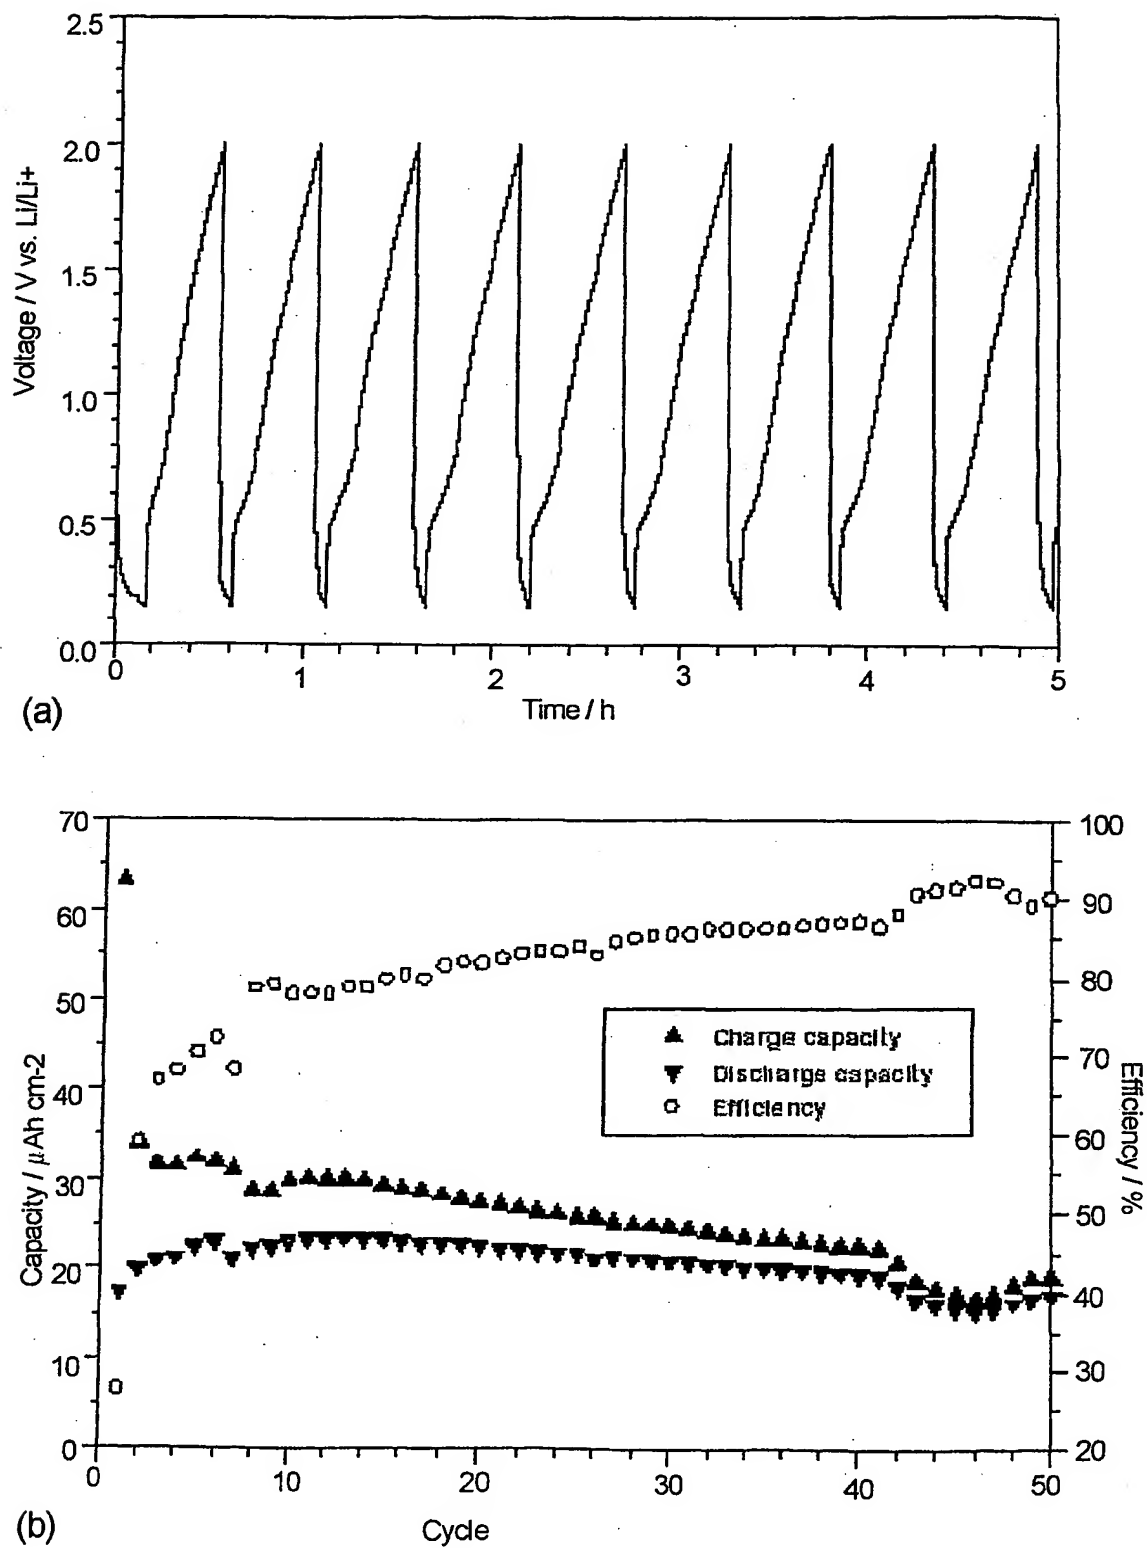 2.5
2.0
1.5
1.0
0.5
0.0
Voltage / V vs. Li/Li+
0 1 2 3 4 5
Time / h
(a)
70
60
50
40
30
20
10
0
Capacity / μAh cm-2
100
90
80
70
60
50
40
30
20
Efficiency / %
Charge capacity
Discharge capacity
Efficiency
0 10 20 30 40 50
Cycle
(b)